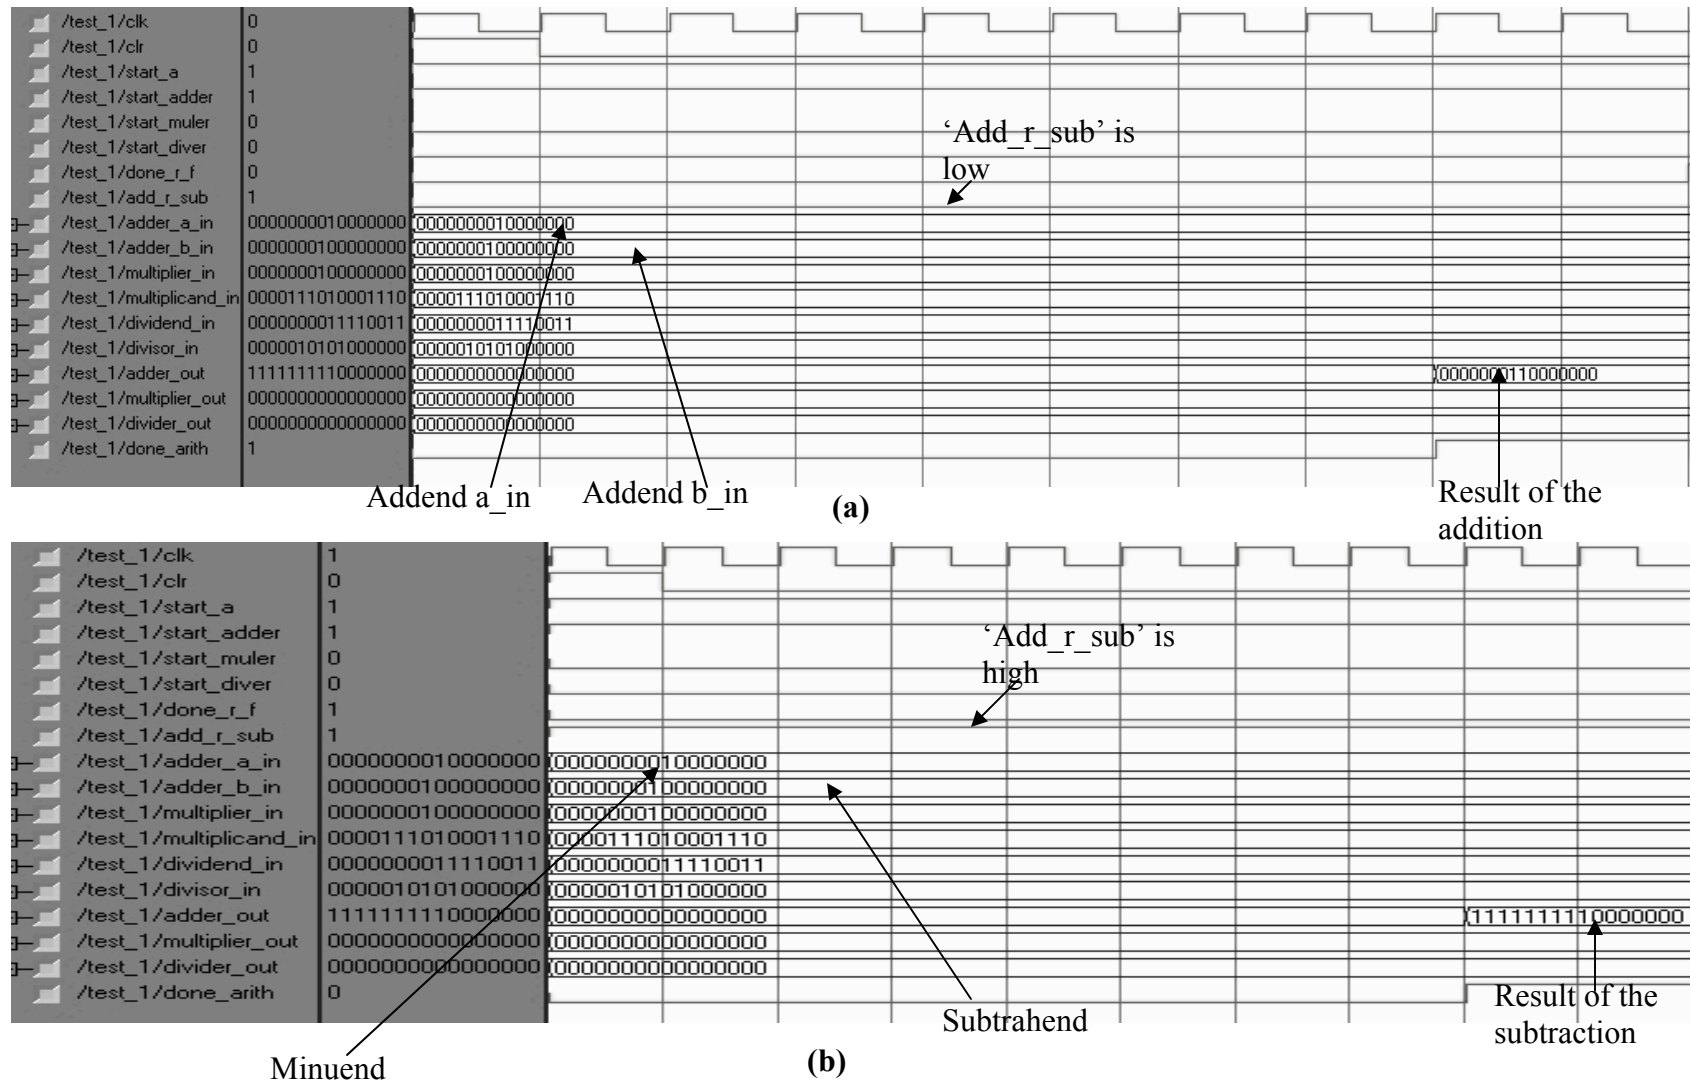 /test_1/clk 0
/test_1/clr 0
/test_1/start_a 1
/test_1/start_adder 1
/test_1/start_muler 0
/test_1/start_diver 0
/test_1/done_r_f 0
/test_1/add_r_sub 1
/test_1/adder_a_in 0000000010000000 0000000010000000
/test_1/adder_b_in 0000000100000000 0000000100000000
/test_1/multiplier_in 0000000100000000 0000000100000000
/test_1/multiplicand_in 0000111010001110 0000111010001110
/test_1/dividend_in 0000000011110011 0000000011110011
/test_1/divisor_in 0000010101000000 0000010101000000
/test_1/adder_out 1111111110000000 0000000000000000 0000000110000000
/test_1/multiplier_out 0000000000000000 0000000000000000
/test_1/divider_out 0000000000000000 0000000000000000
/test_1/done_arith 1
‘Add_r_sub’ is
low
Addend a_in
Addend b_in
Result of the
addition
(a)
/test_1/clk 1
/test_1/clr 0
/test_1/start_a 1
/test_1/start_adder 1
/test_1/start_muler 0
/test_1/start_diver 0
/test_1/done_r_f 1
/test_1/add_r_sub 1
/test_1/adder_a_in 0000000010000000 0000000010000000
/test_1/adder_b_in 0000000100000000 0000000100000000
/test_1/multiplier_in 0000000100000000 0000000100000000
/test_1/multiplicand_in 0000111010001110 0000111010001110
/test_1/dividend_in 0000000011110011 0000000011110011
/test_1/divisor_in 0000010101000000 0000010101000000
/test_1/adder_out 1111111110000000 0000000000000000 1111111110000000
/test_1/multiplier_out 0000000000000000 0000000000000000
/test_1/divider_out 0000000000000000 0000000000000000
/test_1/done_arith 0
‘Add_r_sub’ is
high
Subtrahend
Result of the
subtraction
Minuend
(b)